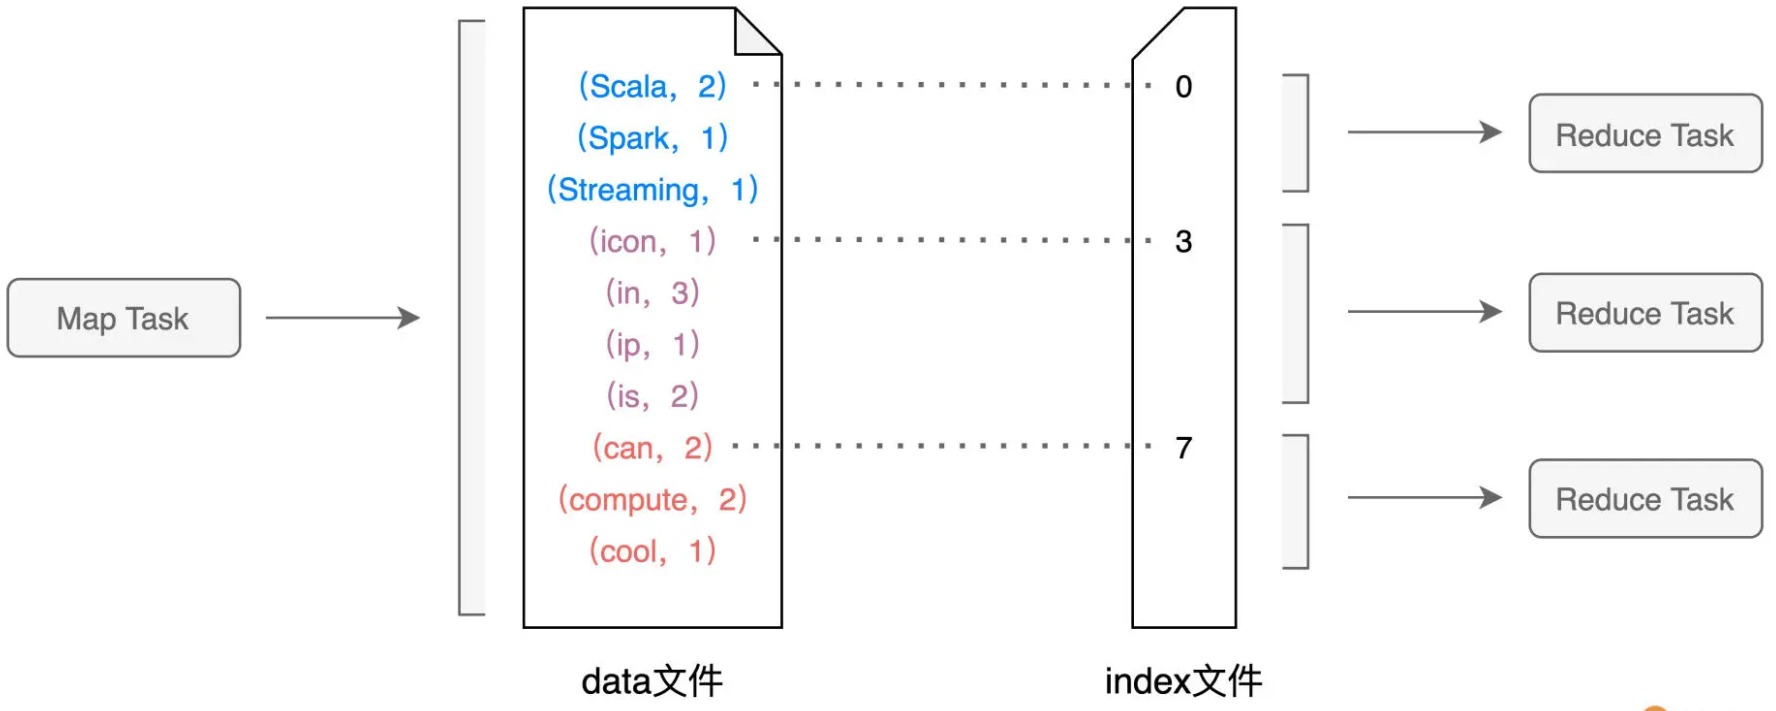 Map Task
(Scala, 2)
(Spark, 1)
(Streaming, 1)
(icon, 1)
(in, 3)
(ip, 1)
(is, 2)
(can, 2)
(compute, 2)
(cool, 1)
data文件
0
3
7
index文件
Reduce Task
Reduce Task
Reduce Task